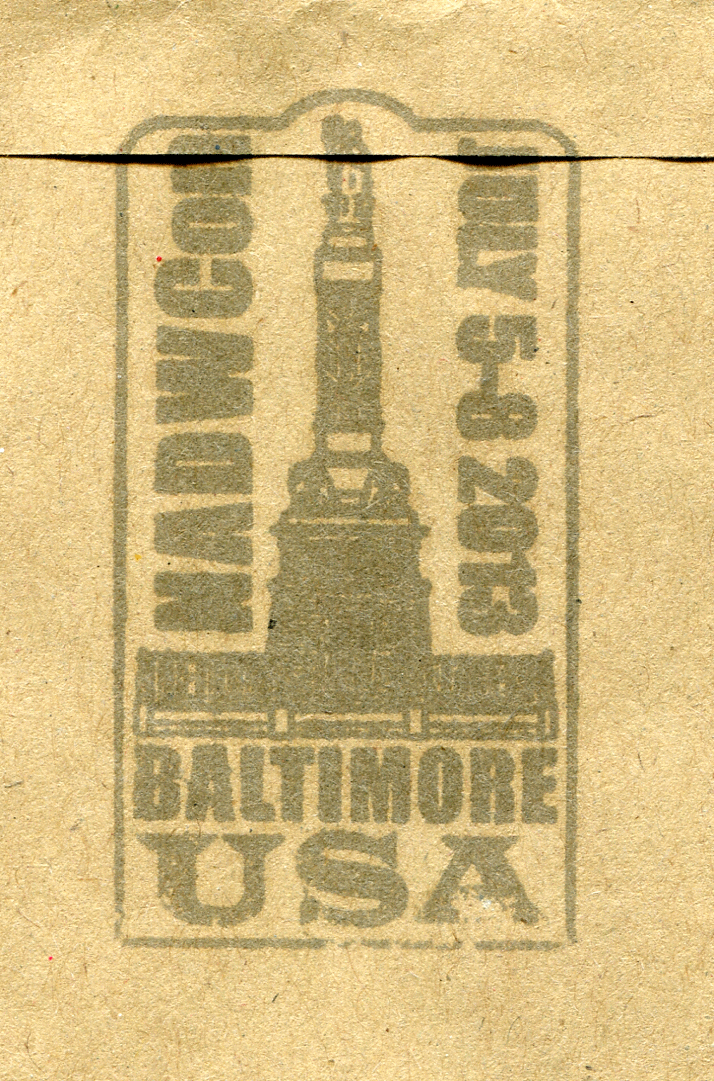 NADWCon
JULY 5-8 2013
BALTIMORE
USA